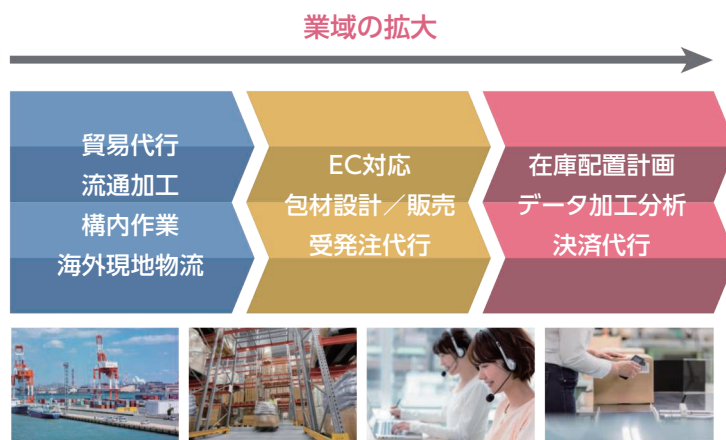 業域の拡大
貿易代行
流通加工
構内作業
海外現地物流
EC対応
包材設計／販売
受発注代行
在庫配置計画
データ加工分析
決済代行